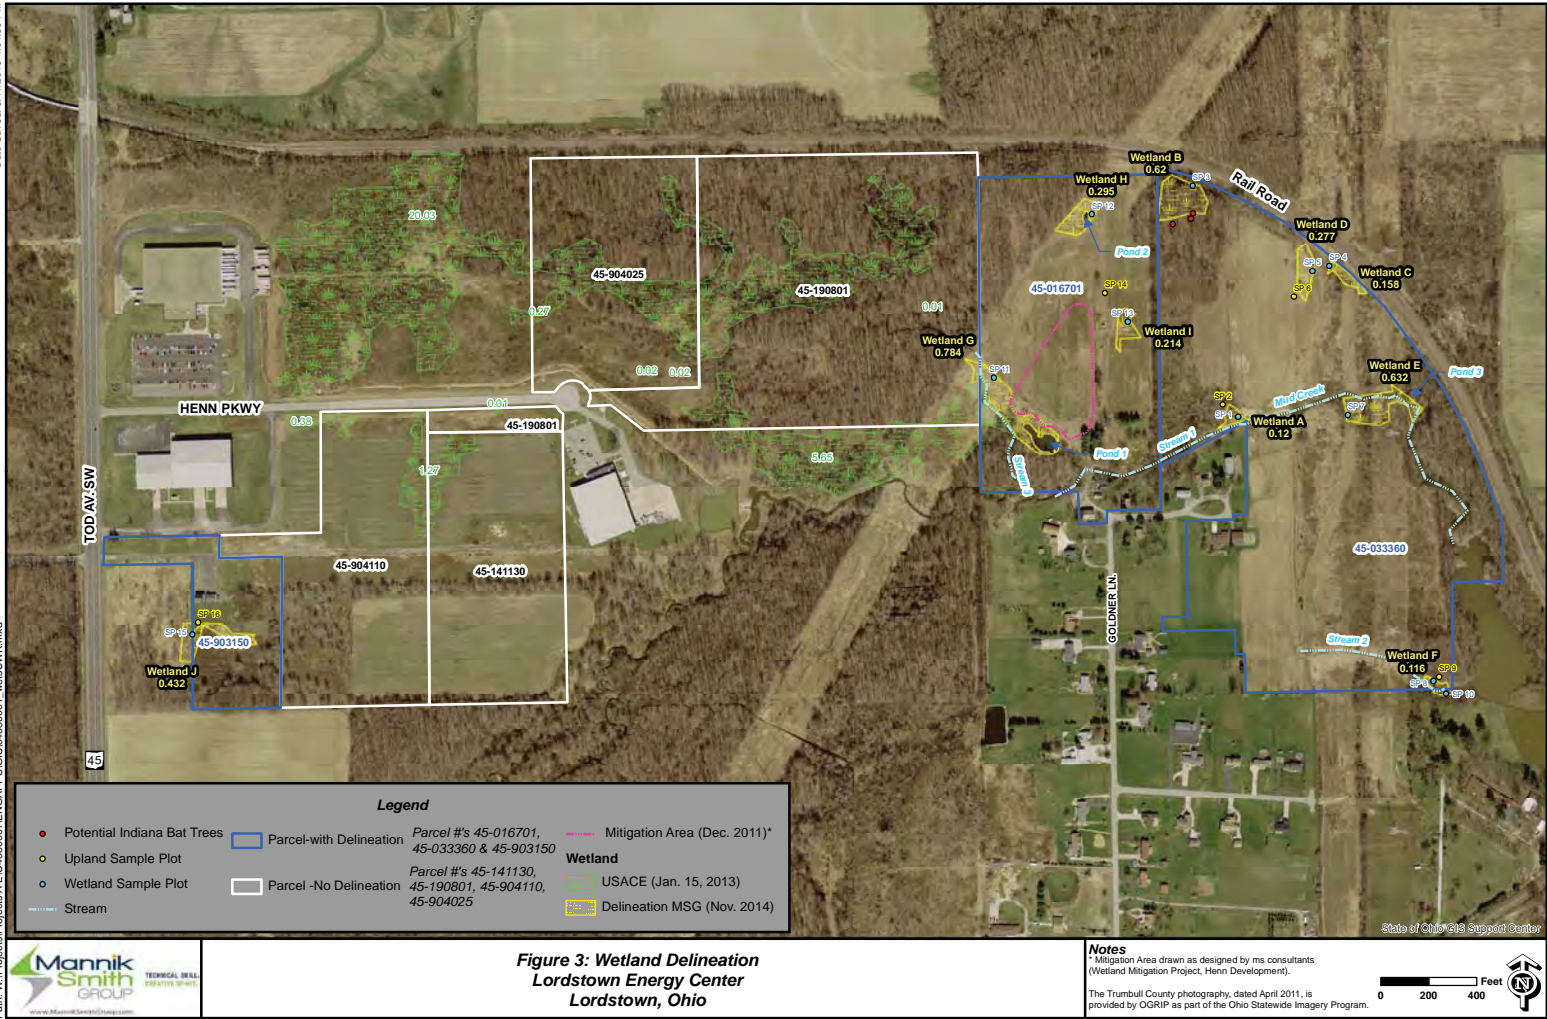 Wetland B
0.62
SP 3
Rail Road
Wetland H
0.295
SP 12
Pond 2
Wetland D
0.277
SP 5
SP 4
Wetland C
0.158
SP 6
20.03
45-904025
45-190801
45-016701
SP 14
0.27
0.01
SP 13
Wetland I
0.214
Wetland G
0.784
SP 11
0.02
0.02
Wetland E
0.632
Pond 3
Mud Creek
SP 7
SP 2
SP 1
Wetland A
0.12
HENN PKWY
0.01
0.38
45-190801
Stream 1
Pond 1
Stream 3
5.65
1.27
TOD AV. SW
45-904110
45-141130
45-033360
GOLDNER LN.
SP 16
SP 15
45-903150
Wetland J
0.432
Stream 2
Wetland F
0.116
SP 9
SP 8
SP 10
45
Legend
Potential Indiana Bat Trees
Upland Sample Plot
Wetland Sample Plot
Stream
Parcel-with Delineation
Parcel #'s 45-016701,
45-033360 & 45-903150
Parcel -No Delineation
Parcel #'s 45-141130,
45-190801, 45-904110,
45-904025
Mitigation Area (Dec. 2011)*
Wetland
USACE (Jan. 15, 2013)
Delineation MSG (Nov. 2014)
State of Ohio GIS Support Center
Mannik
Smith
GROUP
TECHNICAL SKILL.
CREATIVE SPIRIT.
www.MannikSmithGroup.com
Figure 3: Wetland Delineation
Lordstown Energy Center
Lordstown, Ohio
Notes
* Mitigation Area drawn as designed by ms consultants
(Wetland Mitigation Project, Henn Development).
The Trumbull County photography, dated April 2011, is
provided by OGRIP as part of the Ohio Statewide Imagery Program.
Feet
0 200 400
N